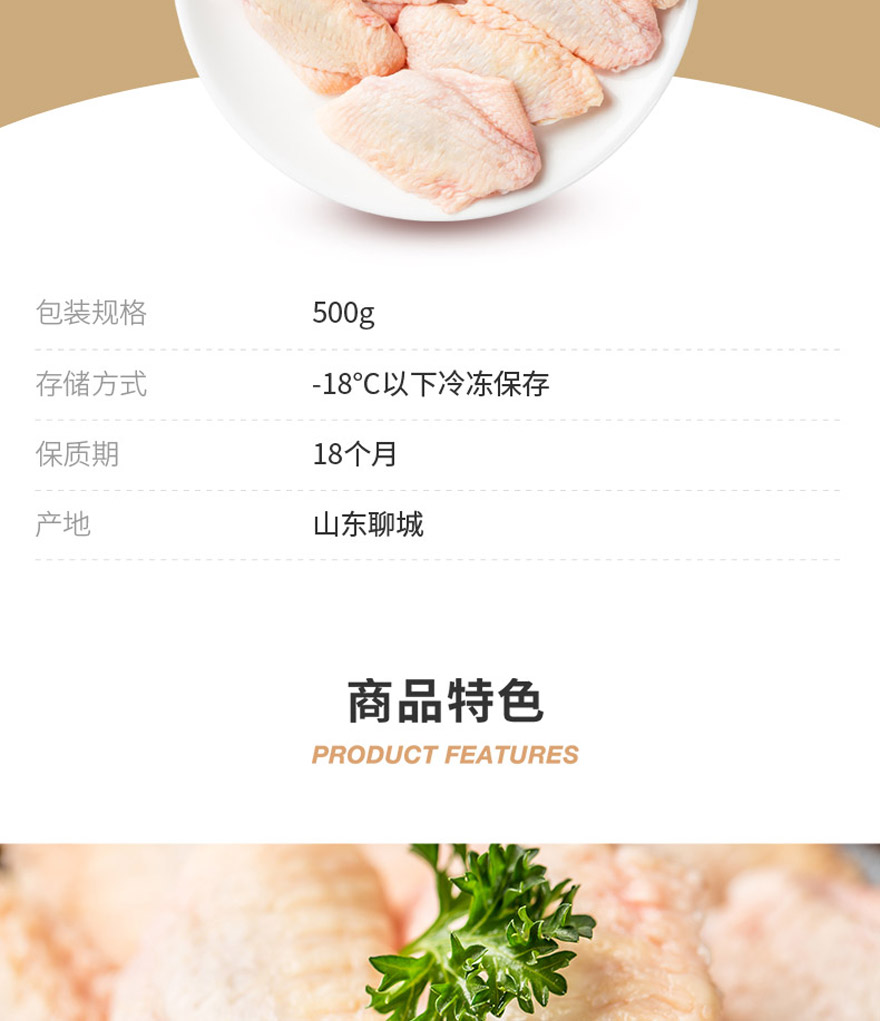 包装规格 500g
存储方式 -18℃以下冷冻保存
保质期 18个月
产地 山东聊城
商品特色
PRODUCT FEATURES